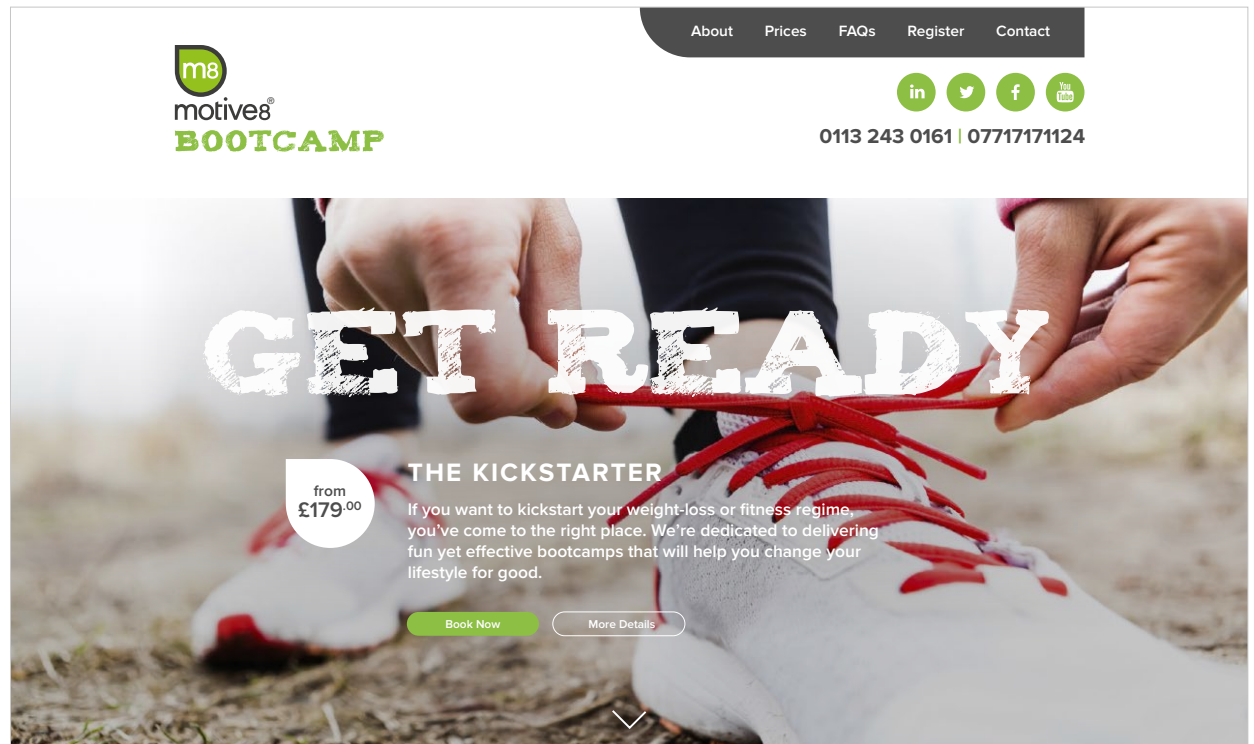 About Prices FAQs Register Contact
m8
motive8®
BOOTCAMP
in
You
Tube
0113 243 0161 | 07717171124
GET READY
THE KICKSTARTER
from
£179.00
If you want to kickstart your weight-loss or fitness regime,
you've come to the right place. We're dedicated to delivering
fun yet effective bootcamps that will help you change your
lifestyle for good.
Book Now More Details